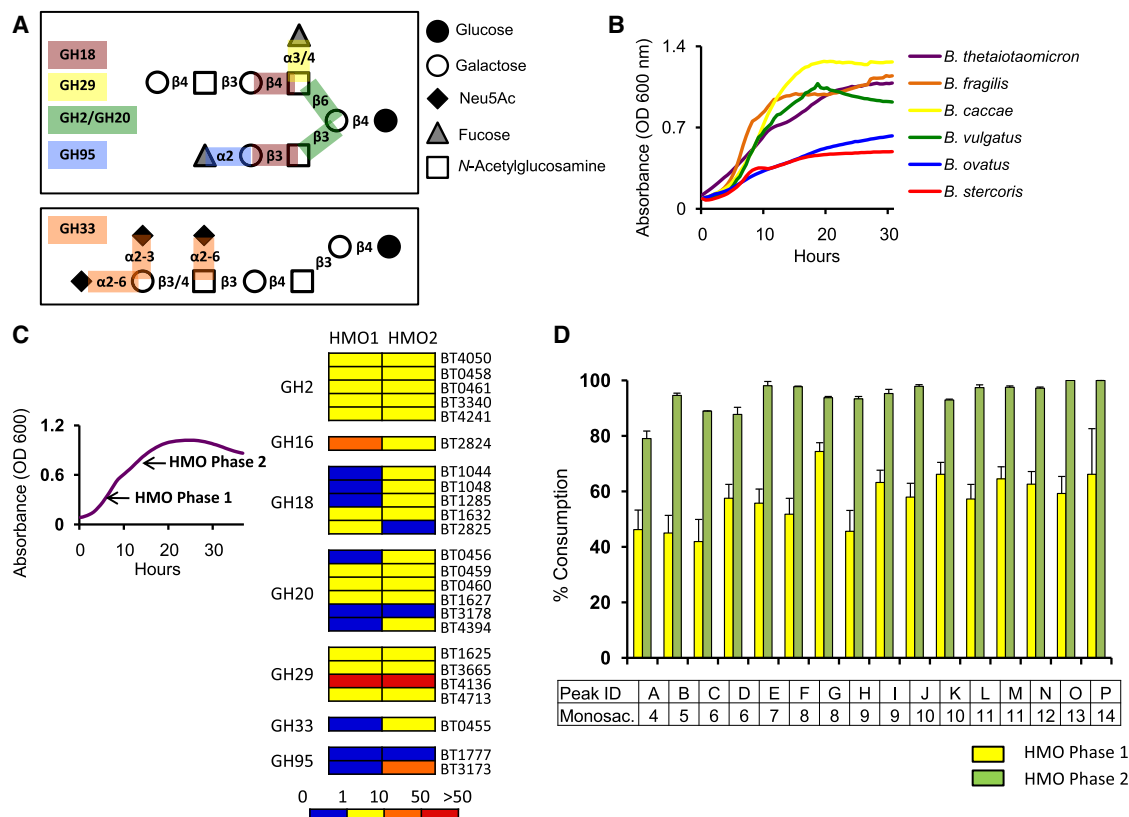 A
GH18
GH29
GH2/GH20
GH95
α3/4
β4 β3 β4
β6
β4
β3
α2 β3
Glucose
Galactose
Neu5Ac
Fucose
N-Acetylglucosamine
GH33
α2-3 α2-6
α2-6 β3/4 β3 β4
β3
β4
B
Absorbance (OD 600 nm)
1.4
0.7
0
0 10 20 30
Hours
B. thetaiotaomicron
B. fragilis
B. caccae
B. vulgatus
B. ovatus
B. stercoris
C
Absorbance (OD 600)
1.2
0.6
0
0 10 20 30
Hours
HMO Phase 2
HMO Phase 1
HMO1 HMO2
GH2
BT4050
BT0458
BT0461
BT3340
BT4241
GH16
BT2824
GH18
BT1044
BT1048
BT1285
BT1632
BT2825
GH20
BT0456
BT0459
BT0460
BT1627
BT3178
BT4394
GH29
BT1625
BT3665
BT4136
BT4713
GH33
BT0455
GH95
BT1777
BT3173
0 1 10 50 >50
D
% Consumption
100
80
60
40
20
0
Peak ID A B C D E F G H I J K L M N O P
Monosac. 4 5 6 6 7 8 8 9 9 10 10 11 11 12 13 14
HMO Phase 1
HMO Phase 2